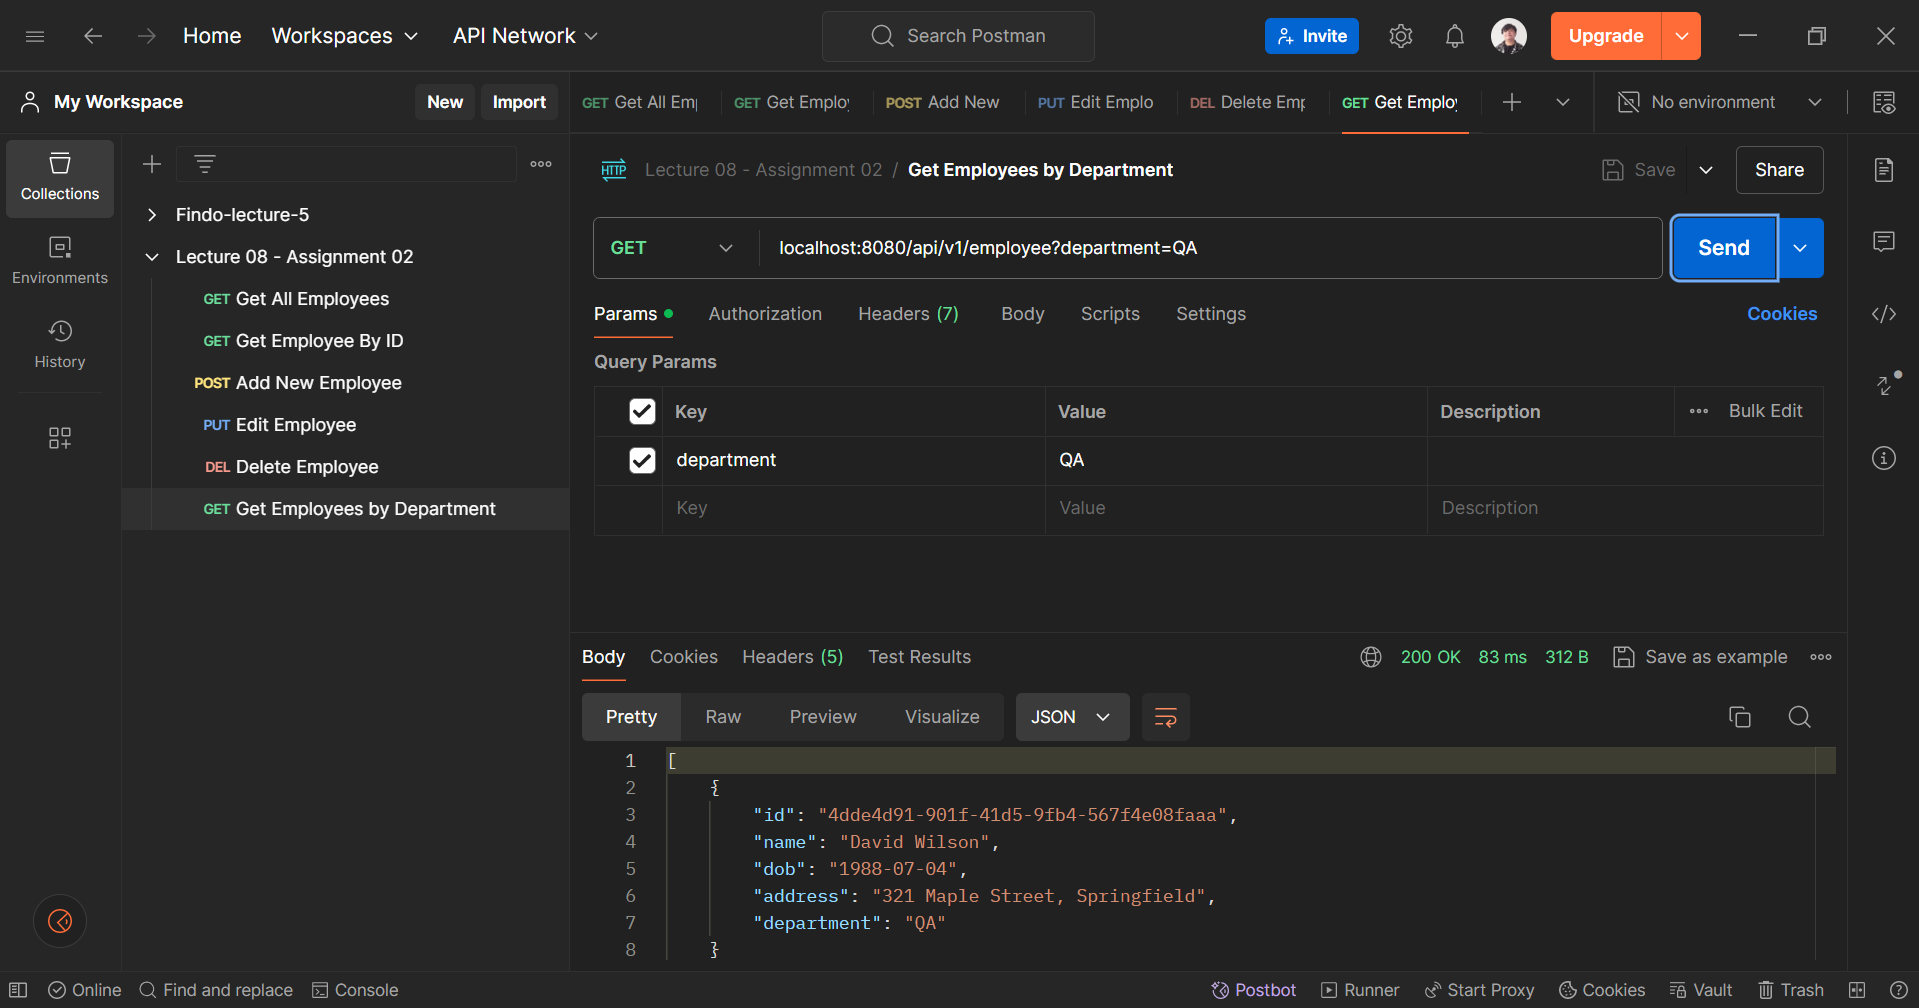 Home Workspaces API Network Search Postman Invite Upgrade
My Workspace New Import
GET Get All Em GET Get Employ POST Add New PUT Edit Emplo DEL Delete Emp GET Get Employ No environment
Collections
Environments
History
Findo-lecture-5
Lecture 08 - Assignment 02
GET Get All Employees
GET Get Employee By ID
POST Add New Employee
PUT Edit Employee
DEL Delete Employee
GET Get Employees by Department
HTTP Lecture 08 - Assignment 02 / Get Employees by Department Save Share
GET localhost:8080/api/v1/employee?department=QA Send
Params Authorization Headers (7) Body Scripts Settings Cookies
Query Params
Key Value Description Bulk Edit
department QA
Key Value Description
Body Cookies Headers (5) Test Results 200 OK 83 ms 312 B Save as example
Pretty Raw Preview Visualize JSON
1 [
2 {
3 "id": "4dde4d91-901f-41d5-9fb4-567f4e08faaa",
4 "name": "David Wilson",
5 "dob": "1988-07-04",
6 "address": "321 Maple Street, Springfield",
7 "department": "QA"
8 }
Online Find and replace Console Postbot Runner Start Proxy Cookies Vault Trash